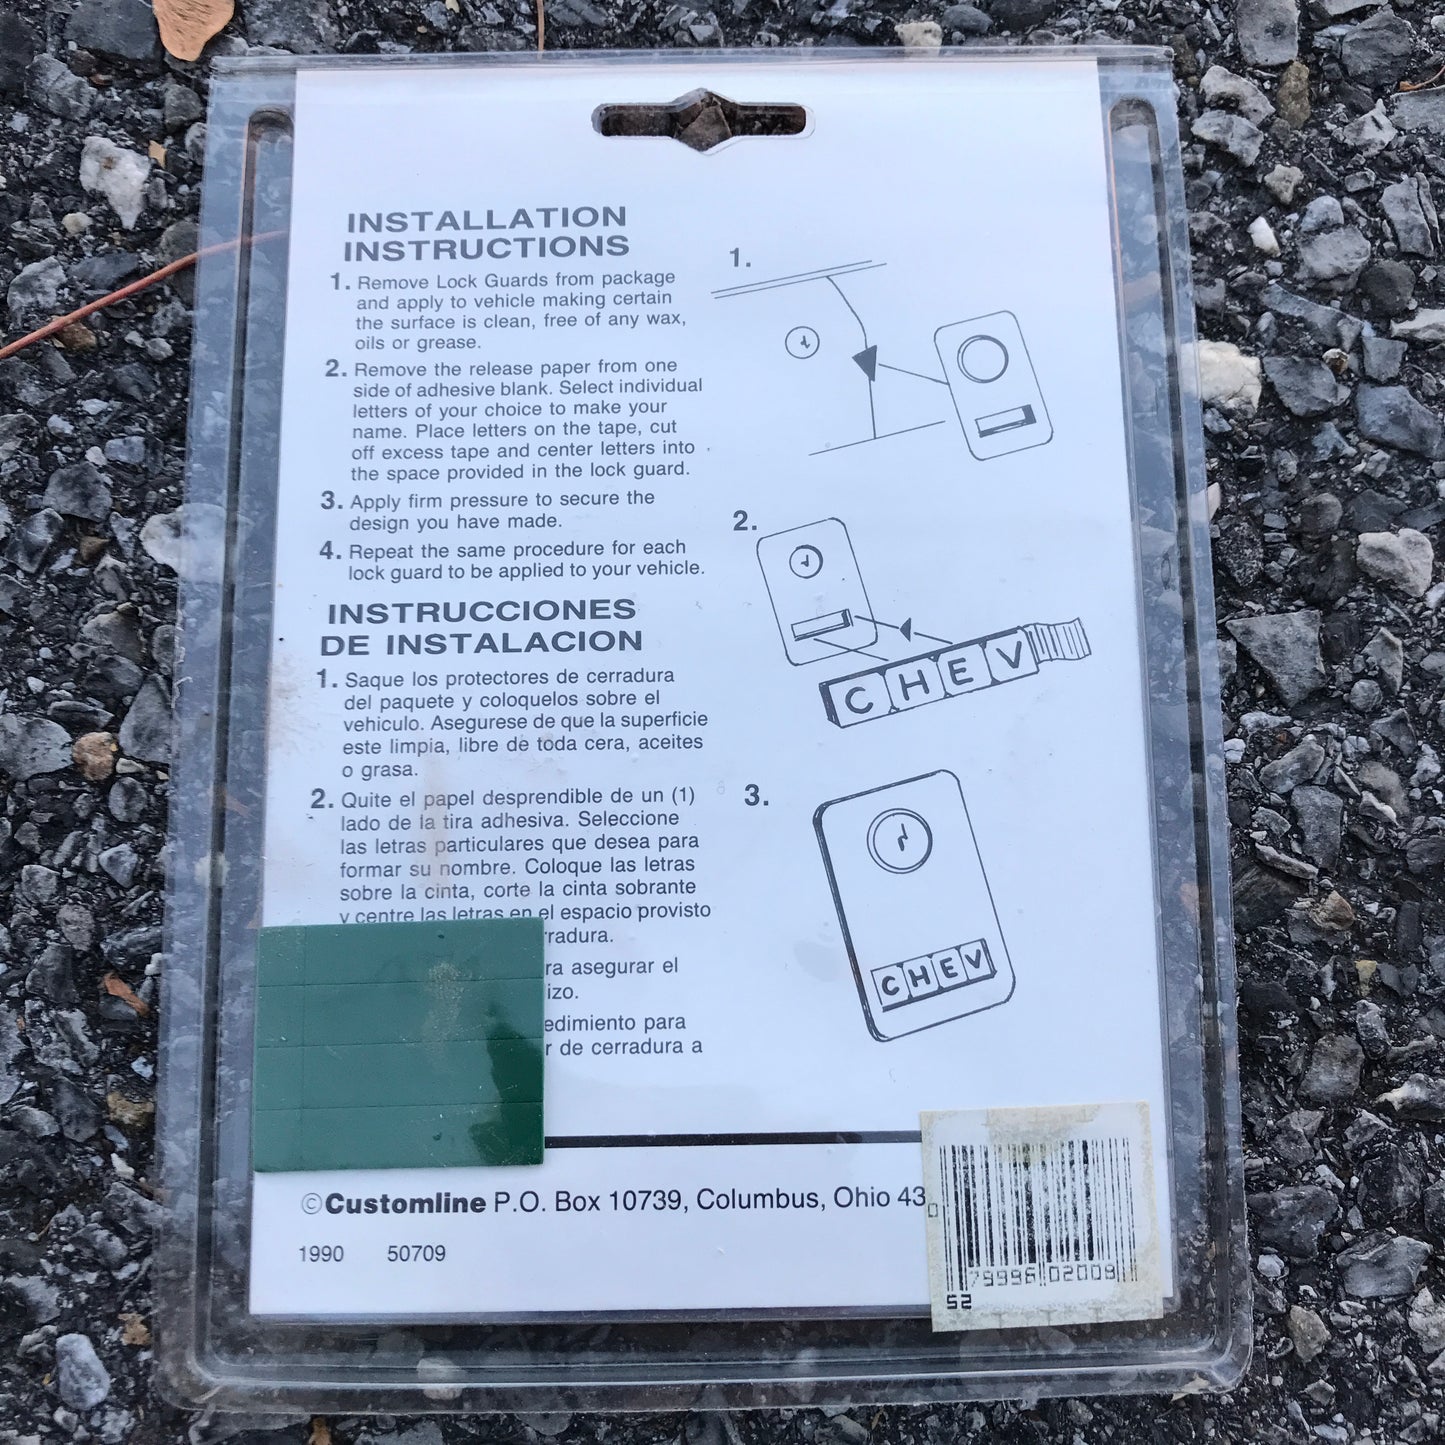 INSTALLATION
INSTRUCTIONS
1. Remove Lock Guards from package
and apply to vehicle making certain
the surface is clean, free of any wax,
oils or grease.
2. Remove the release paper from one
side of adhesive blank. Select individual
letters of your choice to make your
name. Place letters on the tape, cut
off excess tape and center letters into
the space provided in the lock guard.
3. Apply firm pressure to secure the
design you have made.
4. Repeat the same procedure for each
lock guard to be applied to your vehicle.
INSTRUCCIONES
DE INSTALACION
1. Saque los protectores de cerradura
del paquete y coloquelos sobre el
vehiculo. Asegurese de que la superficie
este limpia, libre de toda cera, aceites
o grasa.
2. Quite el papel desprendible de un (1)
lado de la tira adhesiva. Seleccione
las letras particulares que desea para
formar su nombre. Coloque las letras
sobre la cinta, corte la cinta sobrante
y centre las letras en el espacio provisto
rradura.
ra asegurar el
izo.
edimiento para
r de cerradura a
1.
2.
CHEV
3.
CHEV
©Customline P.O. Box 10739, Columbus, Ohio 43
1990 50709
0 79996 02009
52